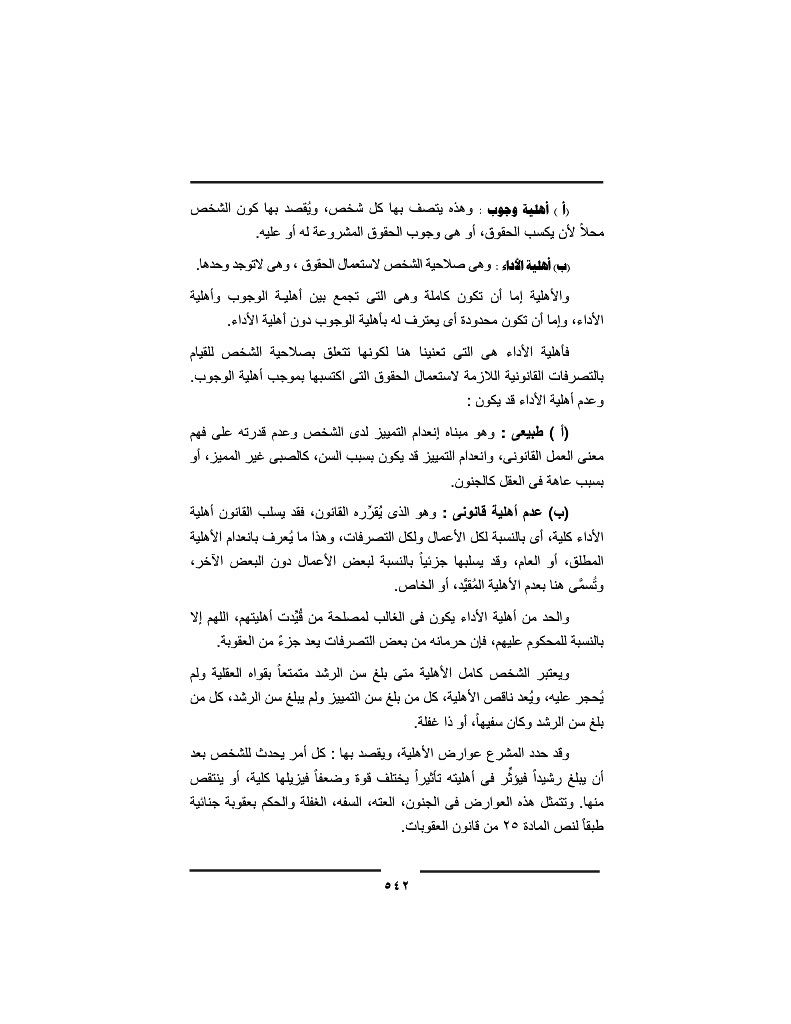 (أ ) أهلية وجوب : وهذه يتصف بها كل شخص، ويُقصد بها كون الشخص
محلاً لأن يكسب الحقوق، أو هى وجوب الحقوق المشروعة له أو عليه.
(ب) أهلية الأداء : وهى صلاحية الشخص لاستعمال الحقوق ، وهى لاتوجد وحدها.
والأهلية إما أن تكون كاملة وهى التى تجمع بين أهليـة الوجوب وأهلية
الأداء، وإما أن تكون محدودة أى يعترف له بأهلية الوجوب دون أهلية الأداء.
فأهلية الأداء هى التى تعنينا هنا لكونها تتعلق بصلاحية الشخص للقيام
بالتصرفات القانونية اللازمة لاستعمال الحقوق التى اكتسبها بموجب أهلية الوجوب.
وعدم أهلية الأداء قد يكون :
(أ ) طبيعى : وهو مبناه إنعدام التمييز لدى الشخص وعدم قدرته على فهم
معنى العمل القانونى، وانعدام التمييز قد يكون بسبب السن، كالصبى غير المميز، أو
بسبب عاهة فى العقل كالجنون.
(ب) عدم أهلية قانونى : وهو الذى يُقرِّره القانون، فقد يسلب القانون أهلية
الأداء كلية، أى بالنسبة لكل الأعمال ولكل التصرفات، وهذا ما يُعرف بانعدام الأهلية
المطلق، أو العام، وقد يسلبها جزئياً بالنسبة لبعض الأعمال دون البعض الآخر،
وتُسمَّى هنا بعدم الأهلية المُقيَّد، أو الخاص.
والحد من أهلية الأداء يكون فى الغالب لمصلحة من قُيِّدت أهليتهم، اللهم إلا
بالنسبة للمحكوم عليهم، فإن حرمانه من بعض التصرفات يعد جزءً من العقوبة.
ويعتبر الشخص كامل الأهلية متى بلغ سن الرشد متمتعاً بقواه العقلية ولم
يُحجر عليه، ويُعد ناقص الأهلية، كل من بلغ سن التمييز ولم يبلغ سن الرشد، كل من
بلغ سن الرشد وكان سفيهاً، أو ذا غفلة.
وقد حدد المشرع عوارض الأهلية، ويقصد بها : كل أمر يحدث للشخص بعد
أن يبلغ رشيداً فيؤثِّر فى أهليته تأثيراً يختلف قوة وضعفاً فيزيلها كلية، أو ينتقص
منها. وتتمثل هذه العوارض فى الجنون، العته، السفه، الغفلة والحكم بعقوبة جنائية
طبقاً لنص المادة ٢٥ من قانون العقوبات.
٥٤٢